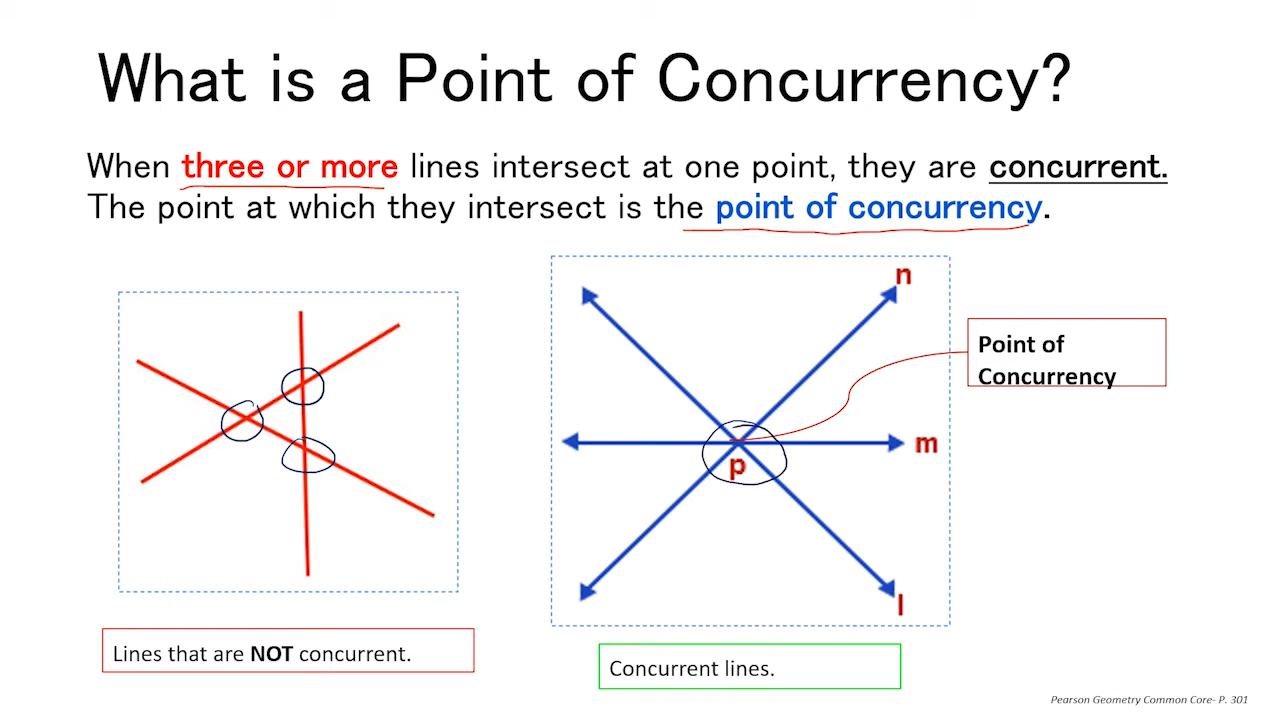 What is a Point of Concurrency?
When three or more lines intersect at one point, they are concurrent.
The point at which they intersect is the point of concurrency.
n
Point of
Concurrency
m
p
l
Lines that are NOT concurrent.
Concurrent lines.
Pearson Geometry Common Core- P. 301